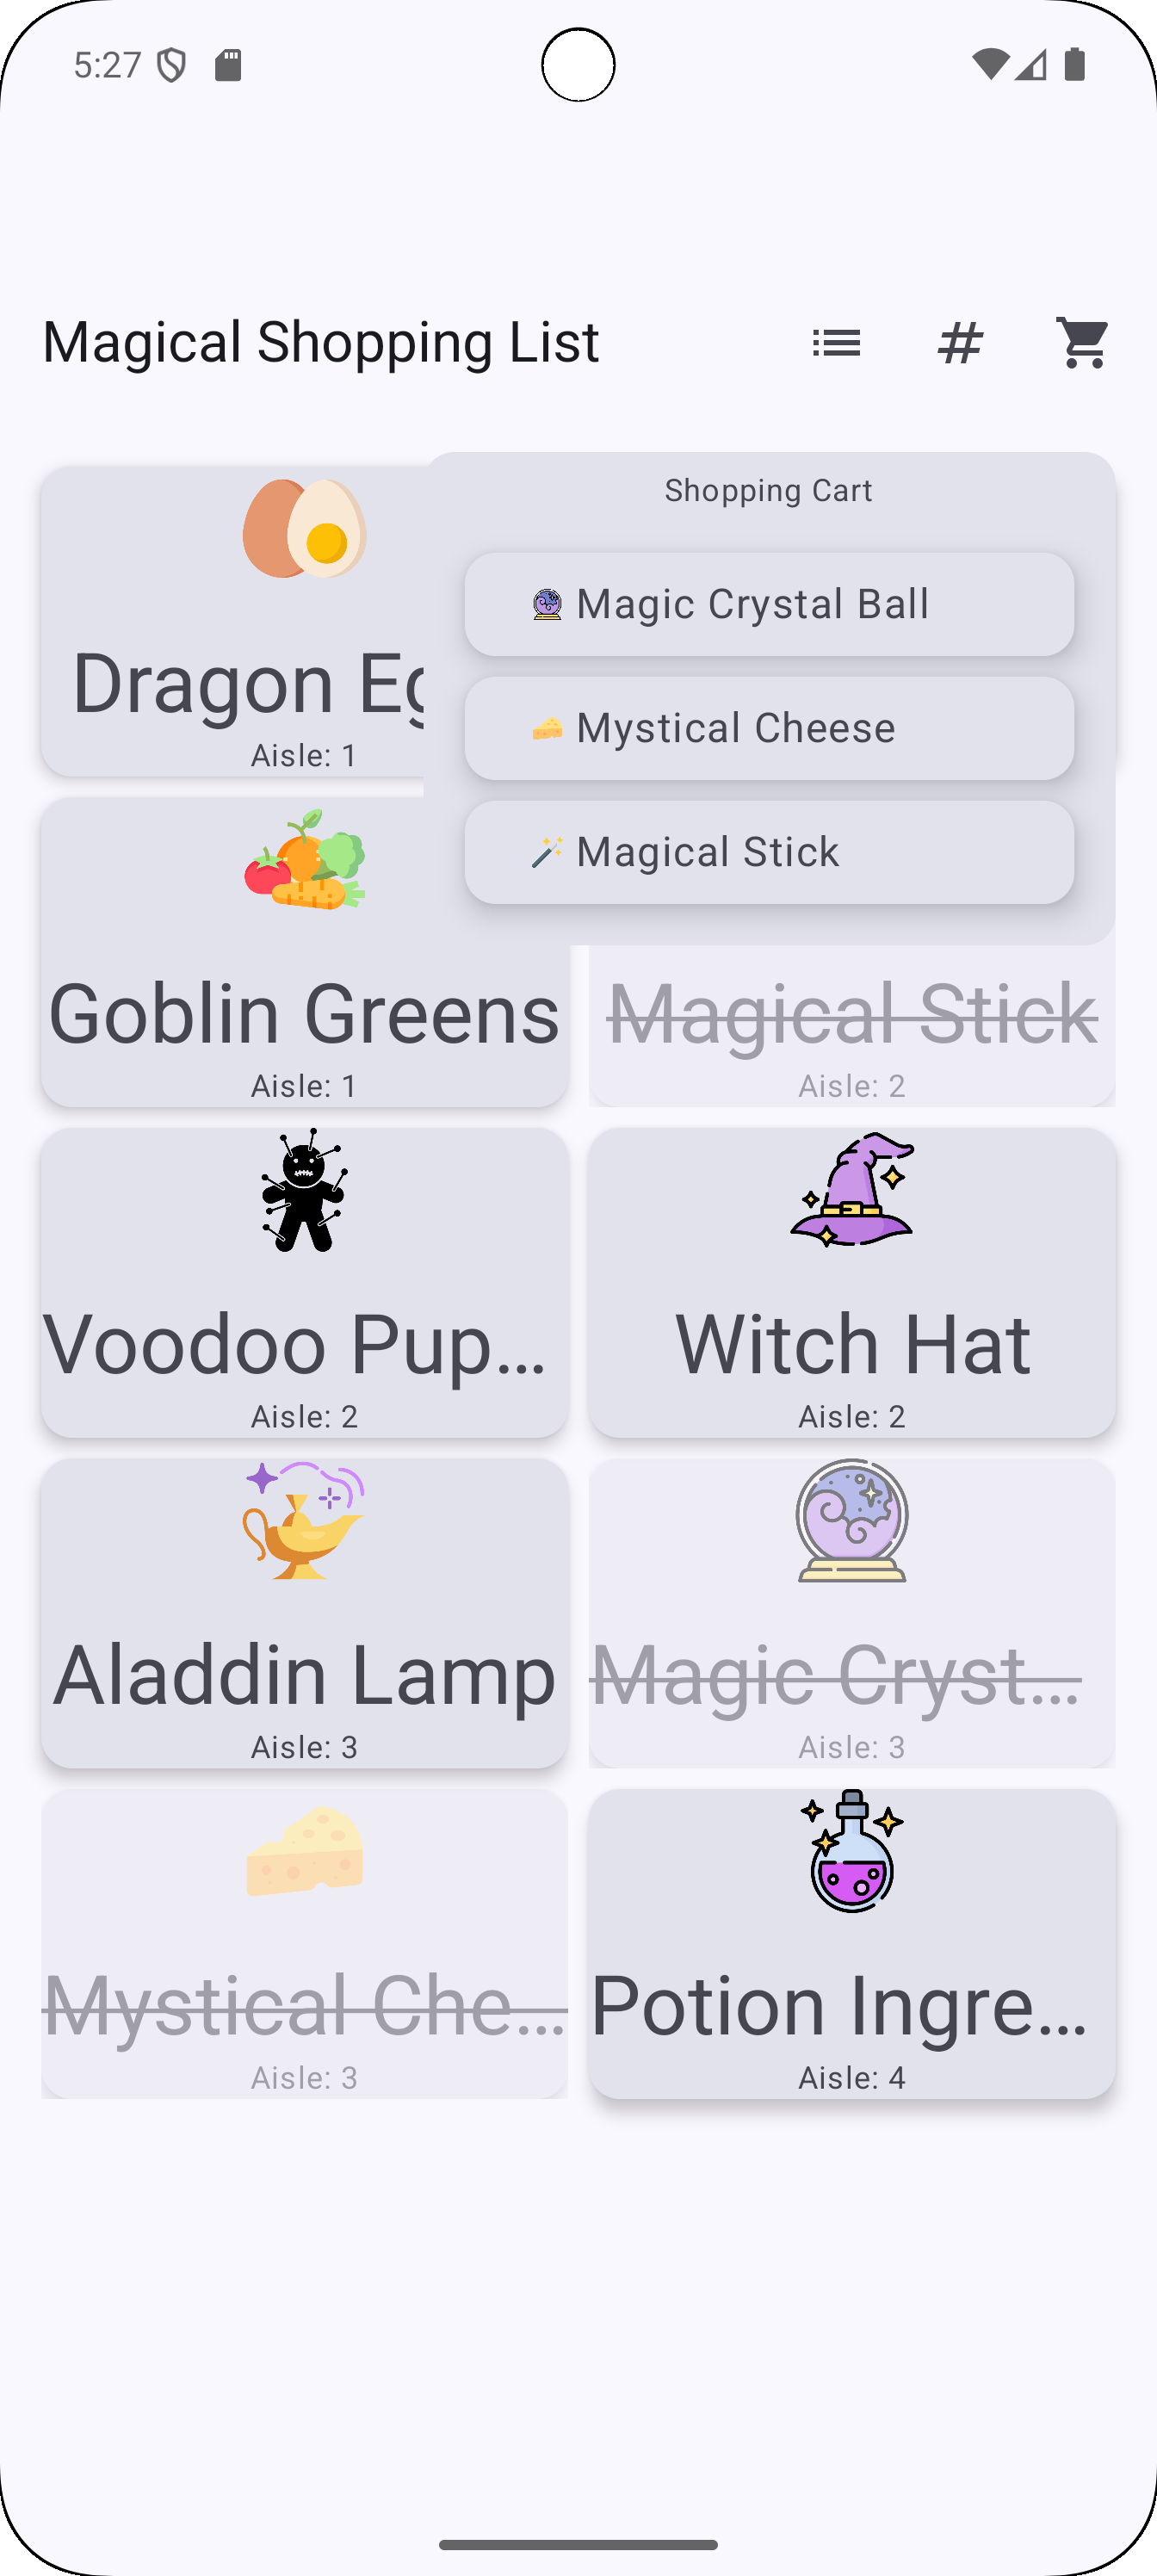 5:27
Magical Shopping List
Shopping Cart
Magic Crystal Ball
Mystical Cheese
Magical Stick
Dragon
Aisle: 1
Goblin Greens
Aisle: 1
Magical Stick
Aisle: 2
Voodoo Pup...
Aisle: 2
Witch Hat
Aisle: 2
Aladdin Lamp
Aisle: 3
Magic Cryst...
Aisle: 3
Mystical Che...
Aisle: 3
Potion Ingre...
Aisle: 4